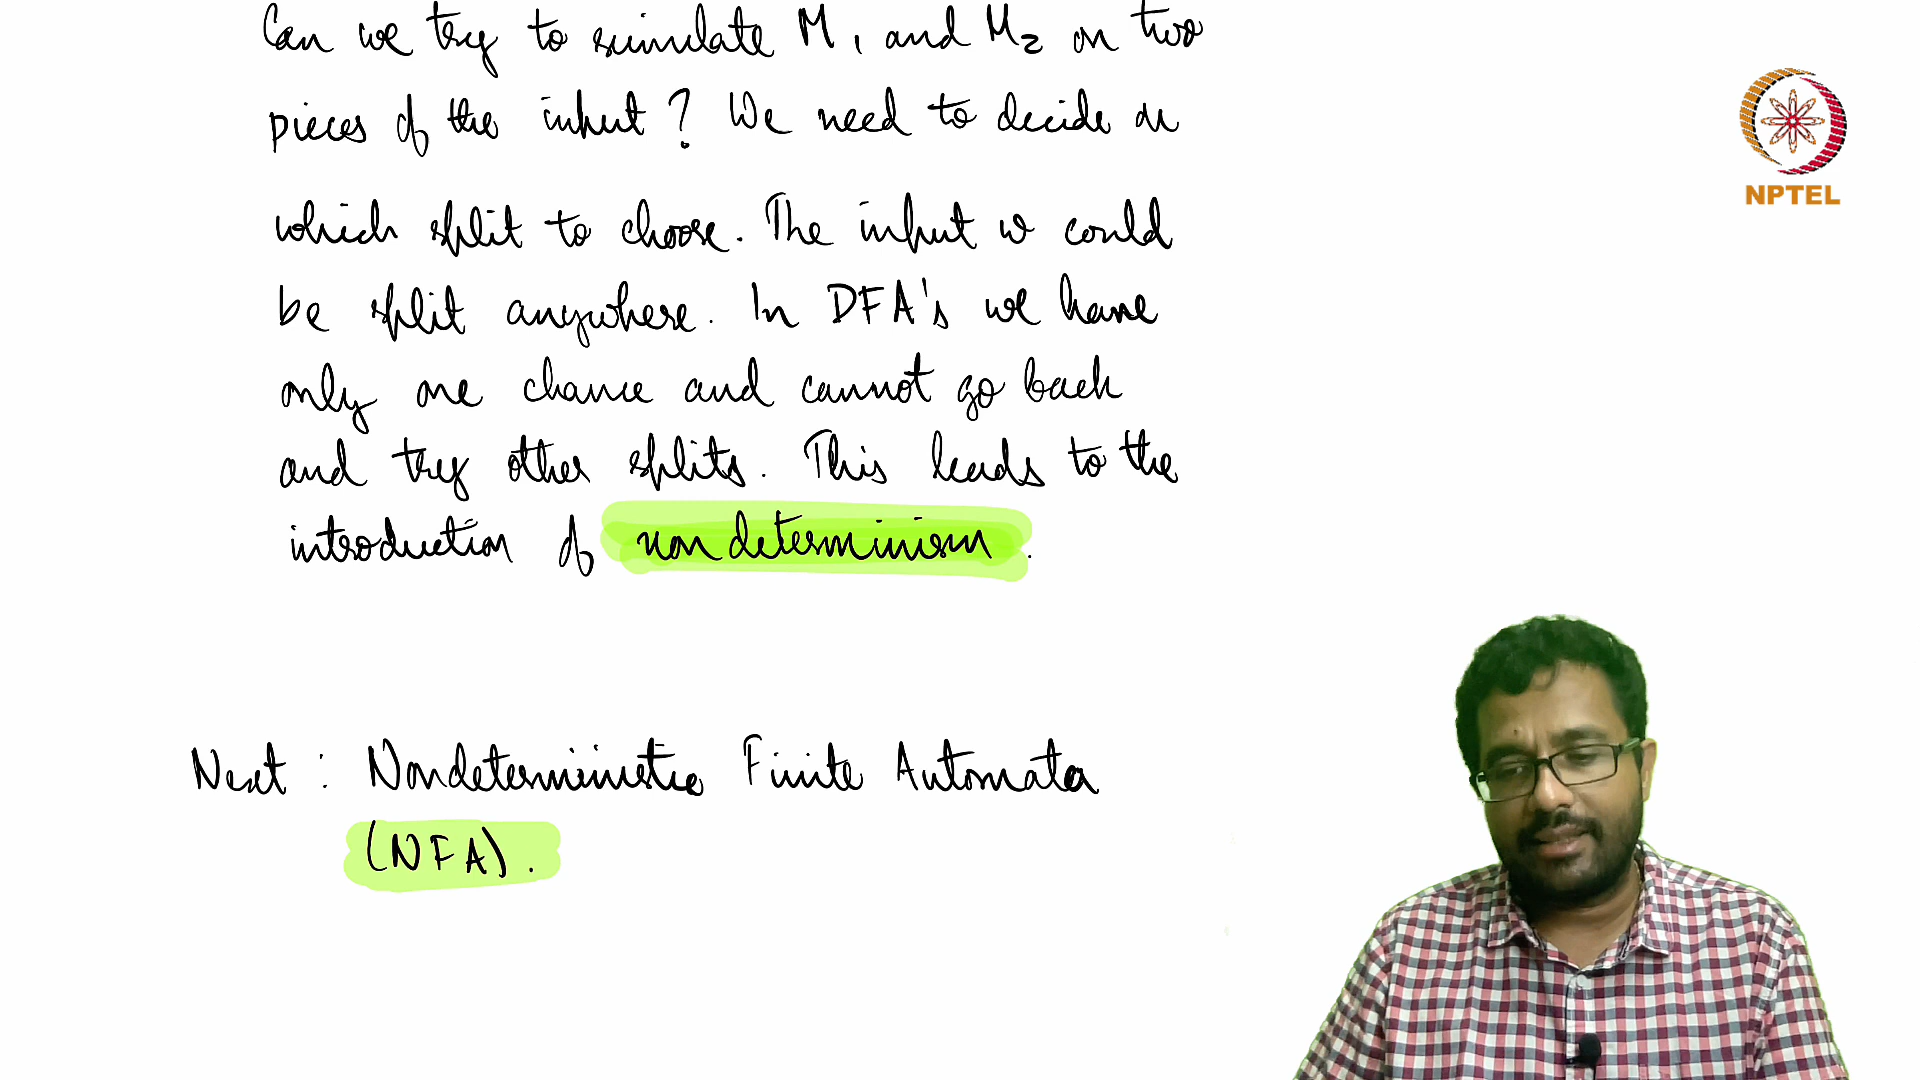 Can we try to simulate M1 and M2 on two
pieces of the input? We need to decide on
which split to choose. The input w could
be split anywhere. In DFA's we have
only one chance and cannot go back
and try other splits. This leads to the
introduction of non determinism.
Next: Nondeterministic Finite Automata
(NFA).
NPTEL